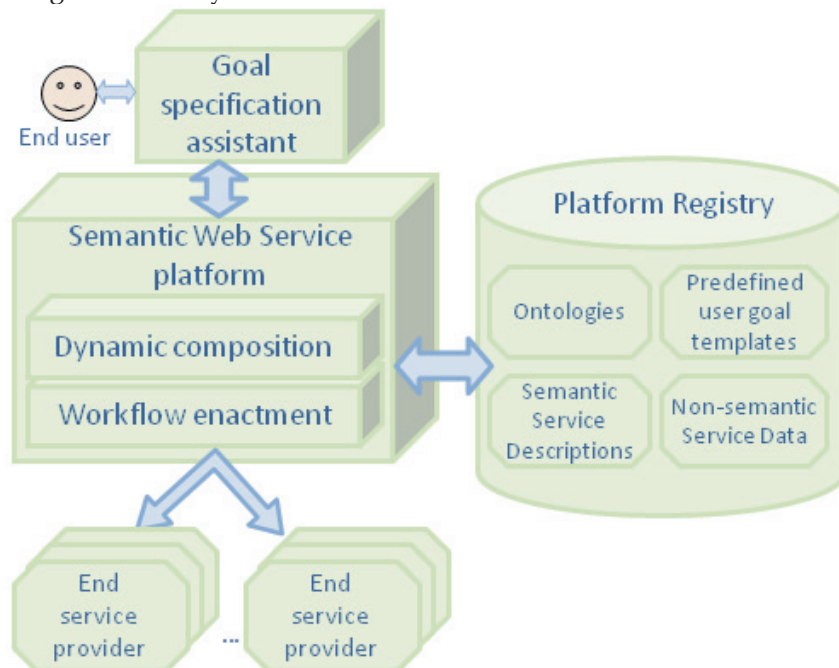 Goal
specification
assistant
End user
Semantic Web Service
platform
Dynamic composition
Workflow enactment
Platform Registry
Ontologies
Predefined
user goal
templates
Semantic
Service
Descriptions
Non-semantic
Service Data
End
service
provider
...
End
service
provider